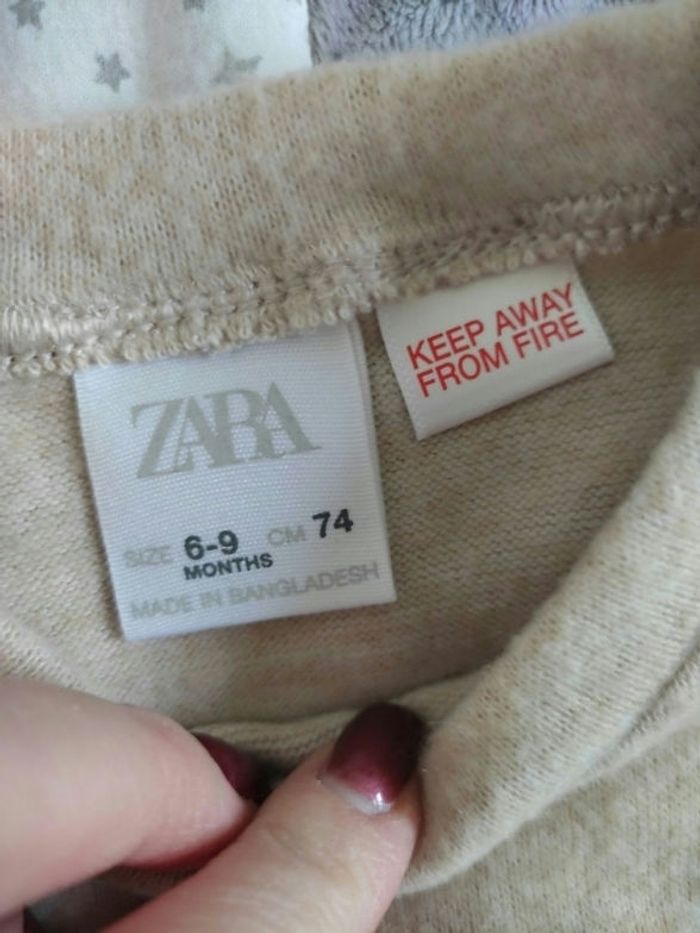 KEEP AWAY
FROM FIRE
ZARA
SIZE 6-9 CM 74
MONTHS
MADE IN BANGLADESH